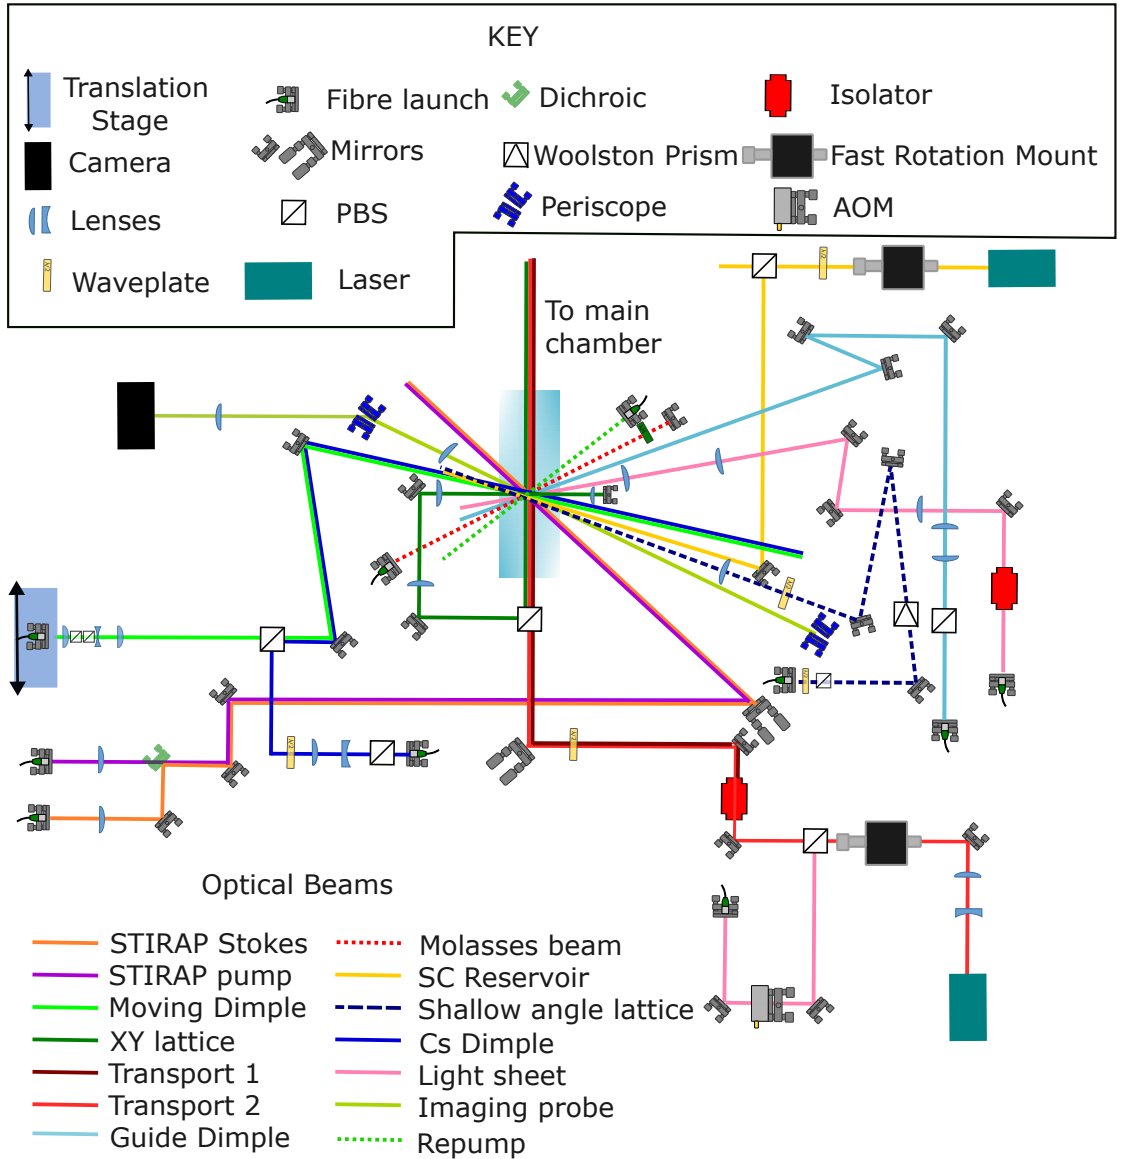 KEY
Translation
Stage
Fibre launch
Dichroic
Isolator
Camera
Mirrors
Woolston Prism
Fast Rotation Mount
Lenses
PBS
Periscope
AOM
Waveplate
Laser
To main
chamber
Optical Beams
STIRAP Stokes
STIRAP pump
Moving Dimple
XY lattice
Transport 1
Transport 2
Guide Dimple
Molasses beam
SC Reservoir
Shallow angle lattice
Cs Dimple
Light sheet
Imaging probe
Repump